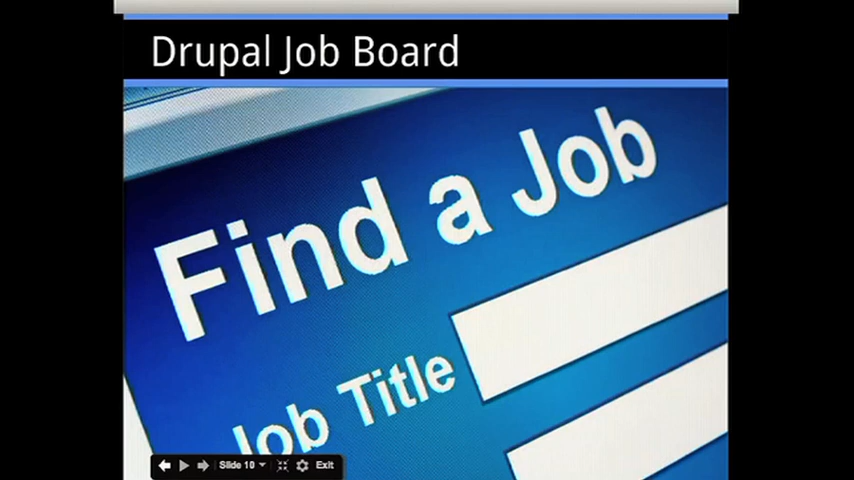 Drupal Job Board
Find a Job
Job Title
Slide 10
Exit